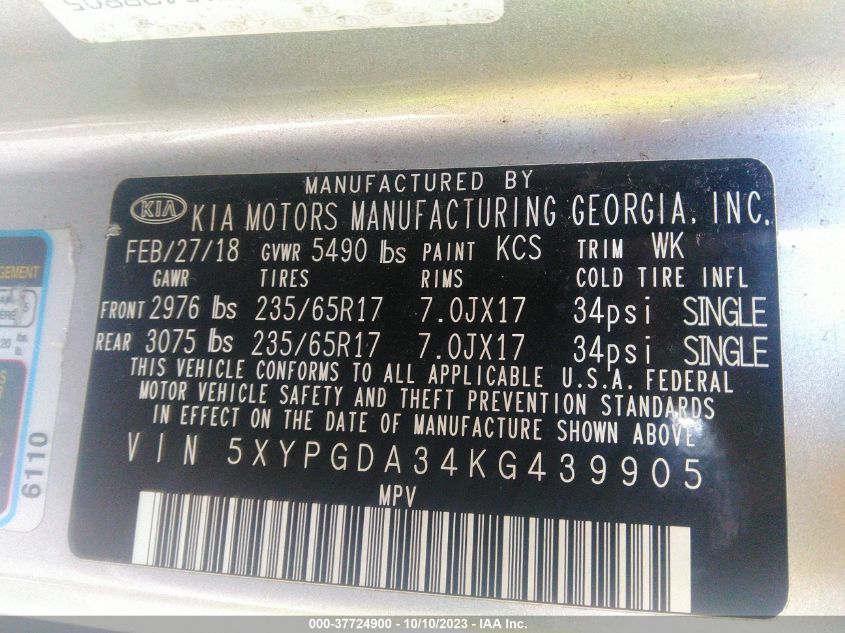 MANUFACTURED BY
KIA KIA MOTORS MANUFACTURING GEORGIA, INC.
FEB/27/18 GVWR 5490 lbs PAINT KCS TRIM WK
GAWR TIRES RIMS COLD TIRE INFL
FRONT 2976 lbs 235/65R17 7.0JX17 34psi SINGLE
REAR 3075 lbs 235/65R17 7.0JX17 34psi SINGLE
THIS VEHICLE CONFORMS TO ALL APPLICABLE U.S.A. FEDERAL
MOTOR VEHICLE SAFETY AND THEFT PREVENTION STANDARDS
IN EFFECT ON THE DATE OF MANUFACTURE SHOWN ABOVE
VIN 5XYPGDA34KG439905
MPV
6110
000-37724900 - 10/10/2023 - IAA Inc.